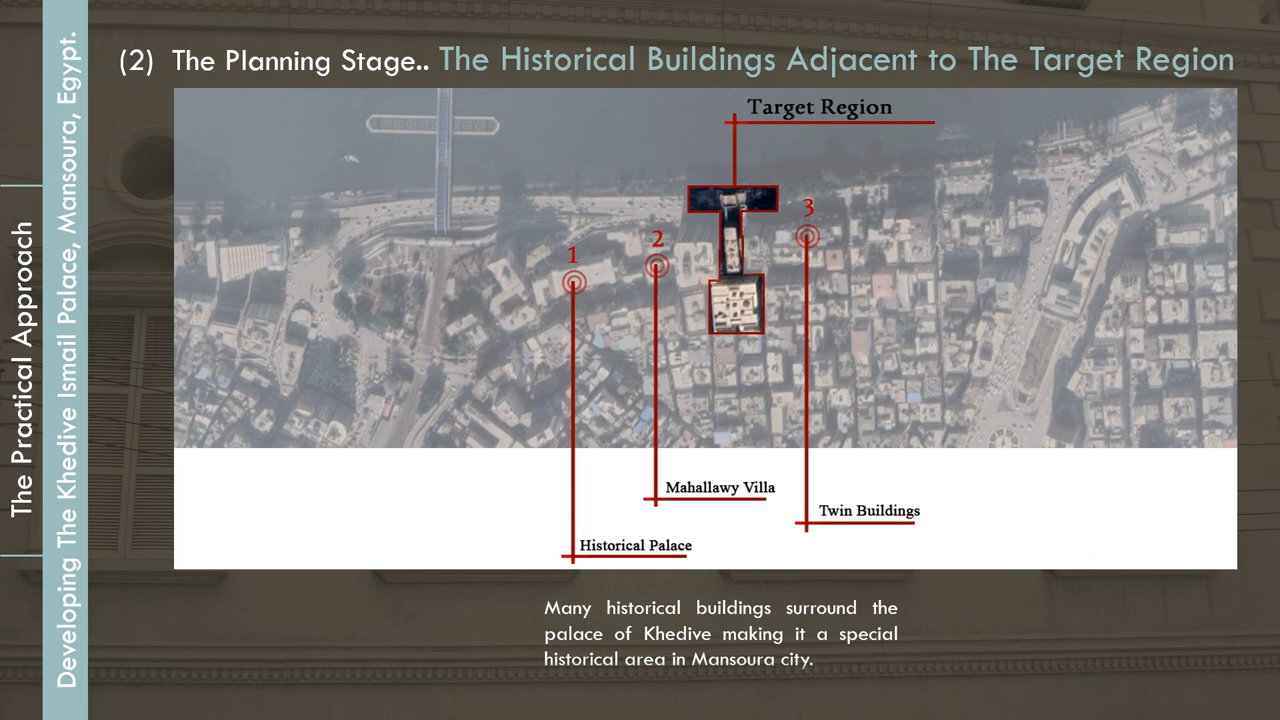 (2) The Planning Stage.. The Historical Buildings Adjacent to The Target Region
The Practical Approach
Developing The Khedive Ismail Palace, Mansoura, Egypt.
Target Region
3
2
1
Mahallawy Villa
Twin Buildings
Historical Palace
Many historical buildings surround the
palace of Khedive making it a special
historical area in Mansoura city.